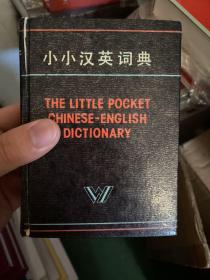 小小汉英词典
THE LITTLE POCKET
CHINESE-ENGLISH
DICTIONARY